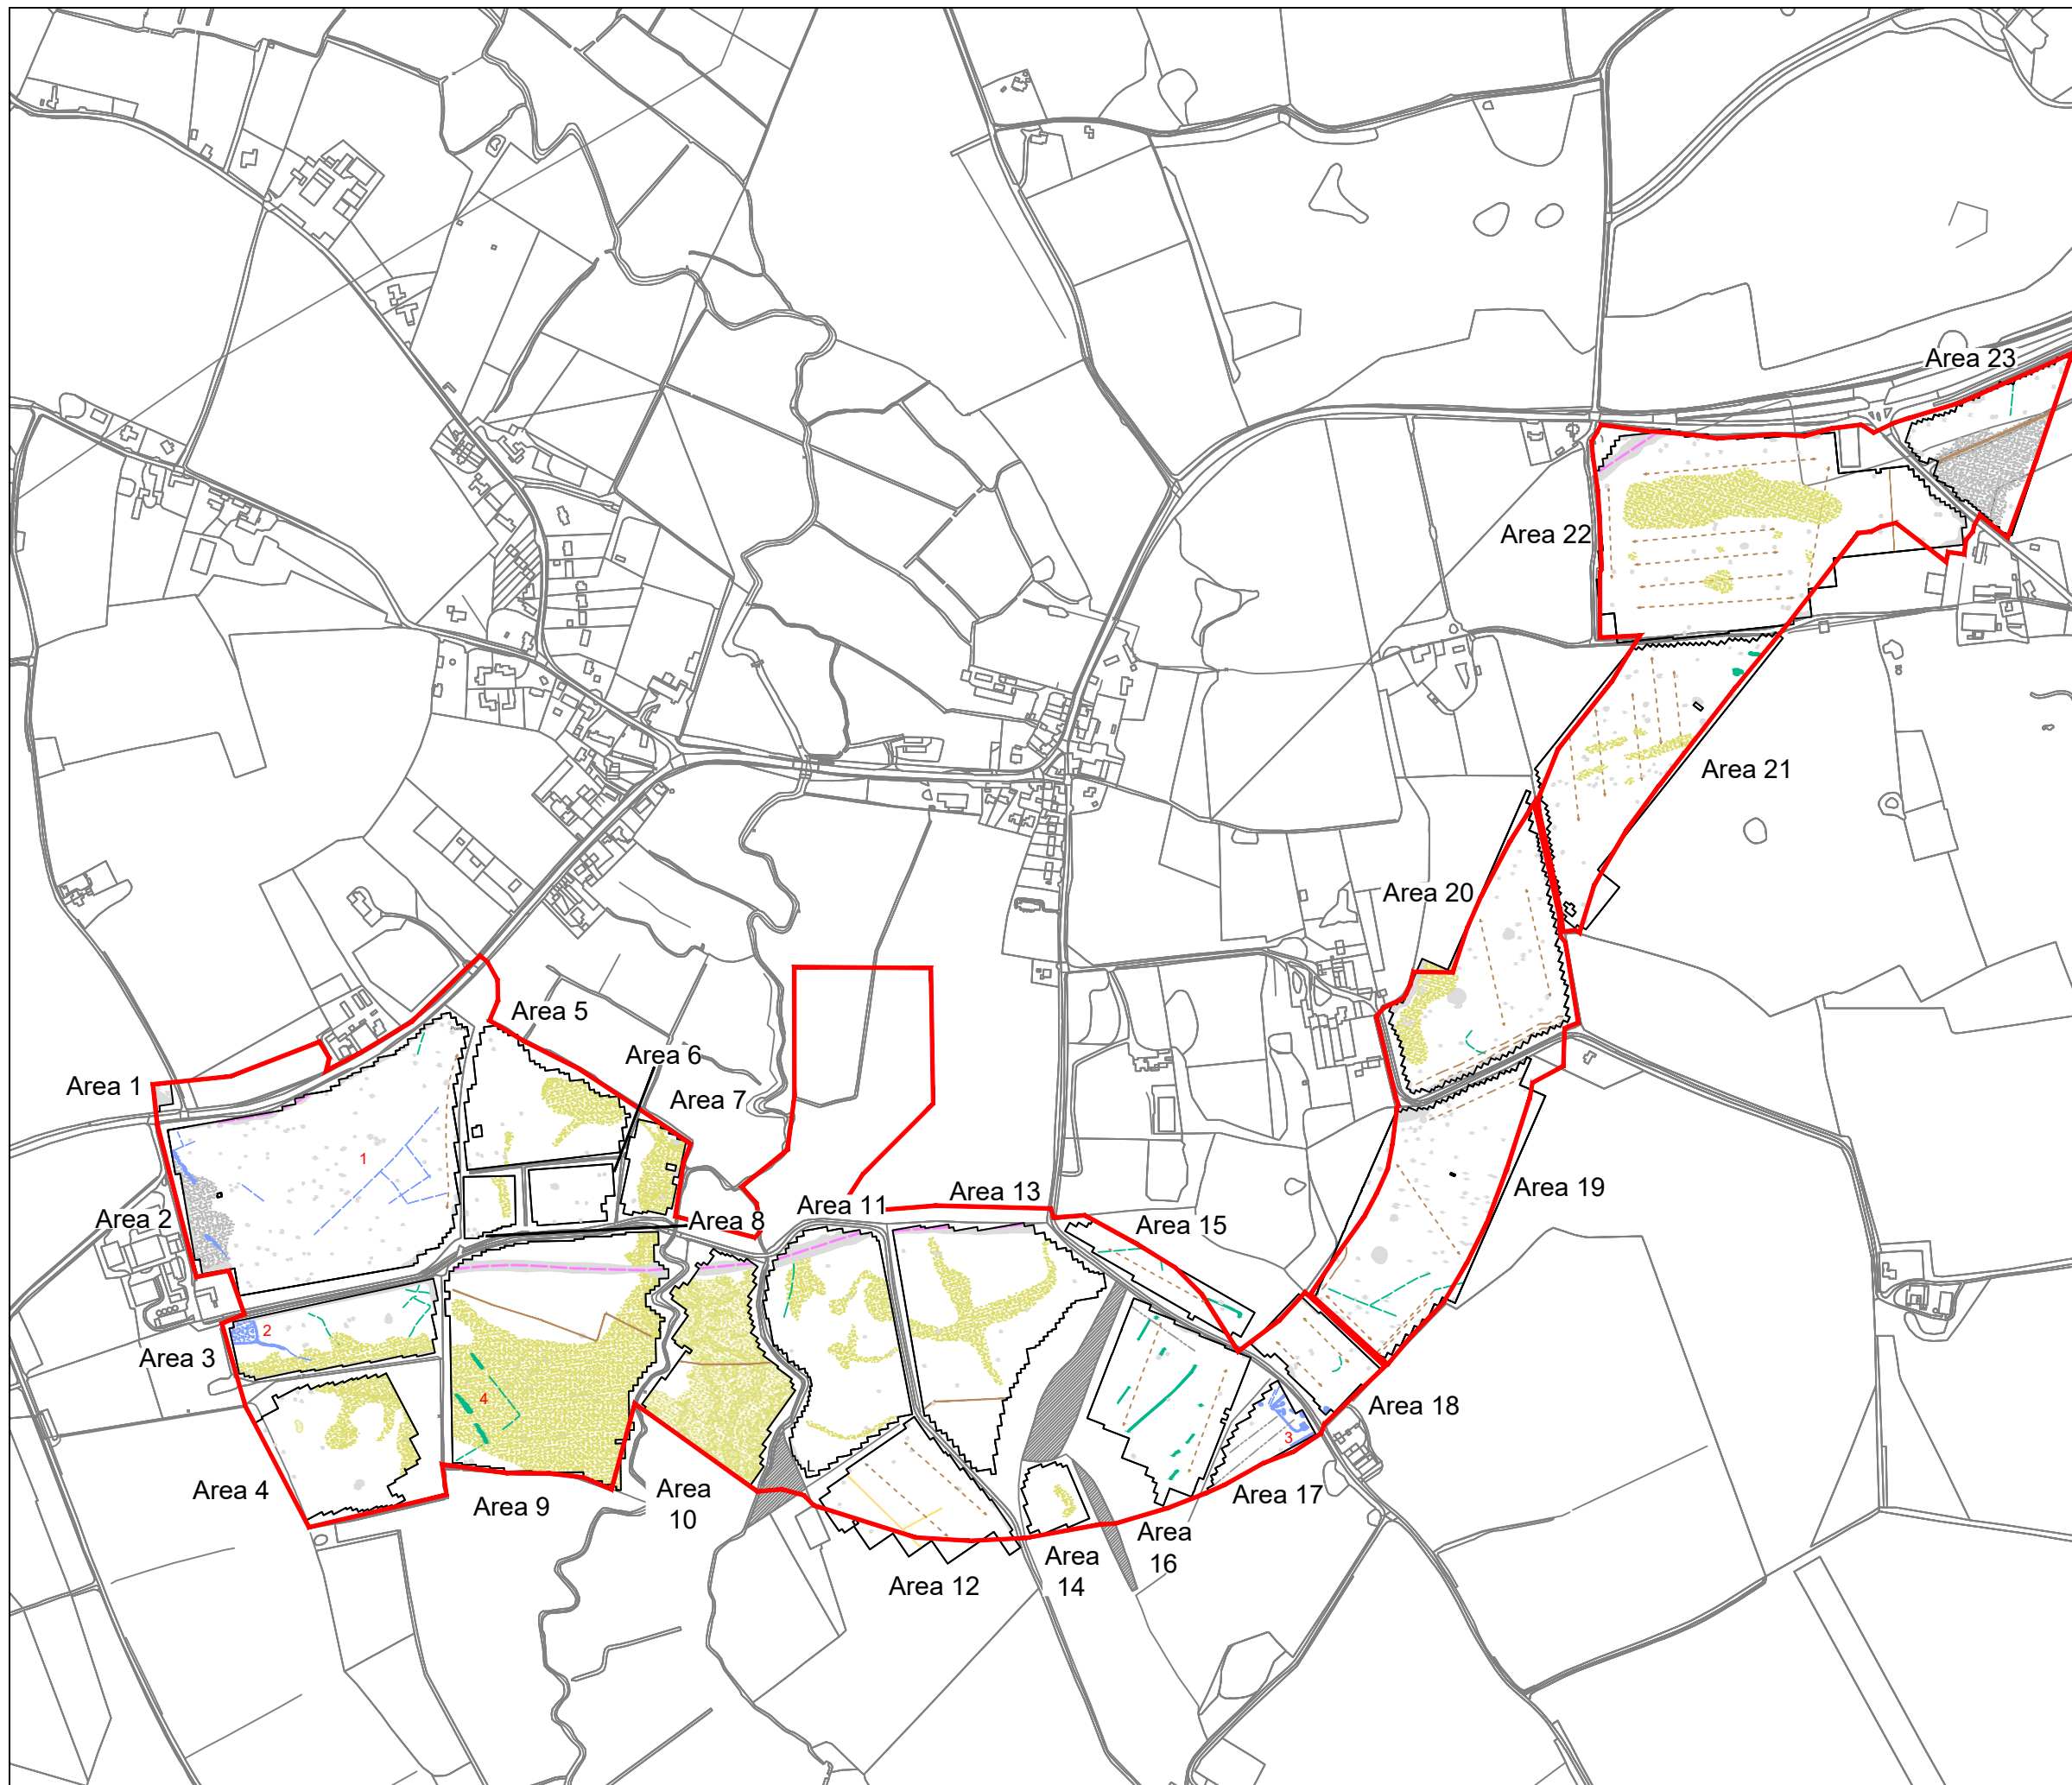 Area 23
Area 22
Area 21
Area 20
Area 5
Area 6
Area 1
Area 7
1
Area 19
Area 13
Area 11
Area 2
Area 8
Area 15
2
Area 3
4
Area 18
3
Area 4
Area
10
Area 17
Area 9
Area
16
Area
14
Area 12